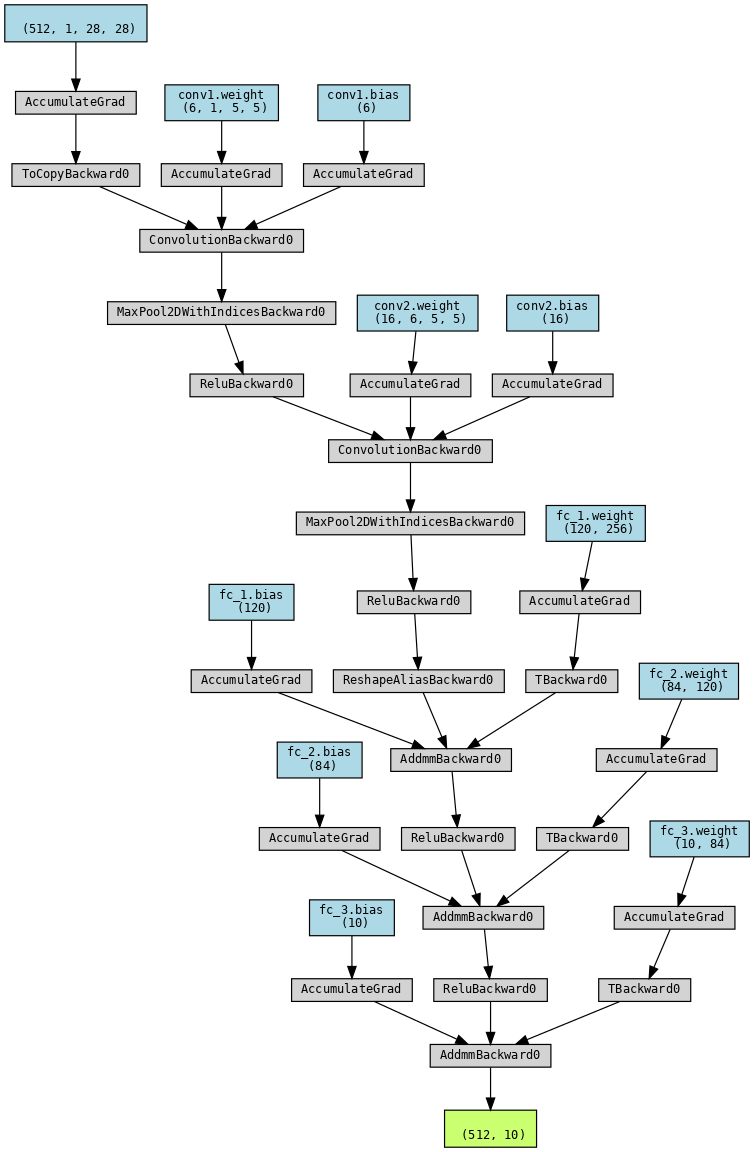 (512, 1, 28, 28)
AccumulateGrad
conv1.weight
(6, 1, 5, 5)
conv1.bias
(6)
ToCopyBackward0
AccumulateGrad
AccumulateGrad
ConvolutionBackward0
MaxPool2DWithIndicesBackward0
conv2.weight
(16, 6, 5, 5)
conv2.bias
(16)
ReluBackward0
AccumulateGrad
AccumulateGrad
ConvolutionBackward0
MaxPool2DWithIndicesBackward0
fc_1.weight
(120, 256)
fc_1.bias
(120)
ReluBackward0
AccumulateGrad
AccumulateGrad
ReshapeAliasBackward0
TBackward0
fc_2.weight
(84, 120)
fc_2.bias
(84)
AddmmBackward0
AccumulateGrad
AccumulateGrad
ReluBackward0
TBackward0
fc_3.weight
(10, 84)
fc_3.bias
(10)
AddmmBackward0
AccumulateGrad
AccumulateGrad
ReluBackward0
TBackward0
AddmmBackward0
(512, 10)